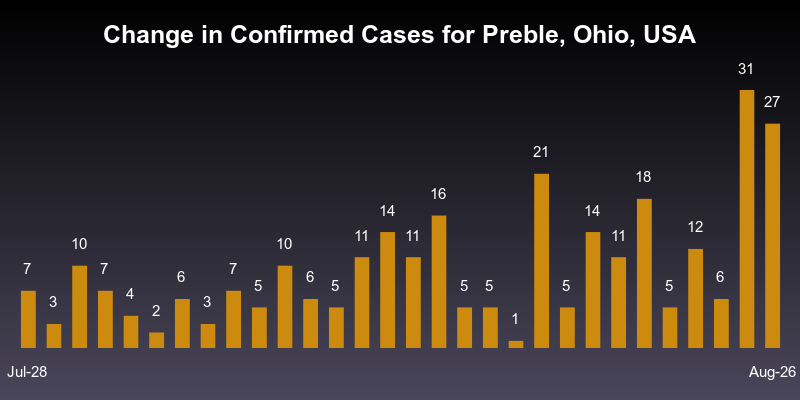 Change in Confirmed Cases for Preble, Ohio, USA
7 3 10 7 4 2 6 3 7 5 10 6 5 11 14 11 16 5 5 1 21 5 14 11 18 5 12 6 31 27
Jul-28 Aug-26